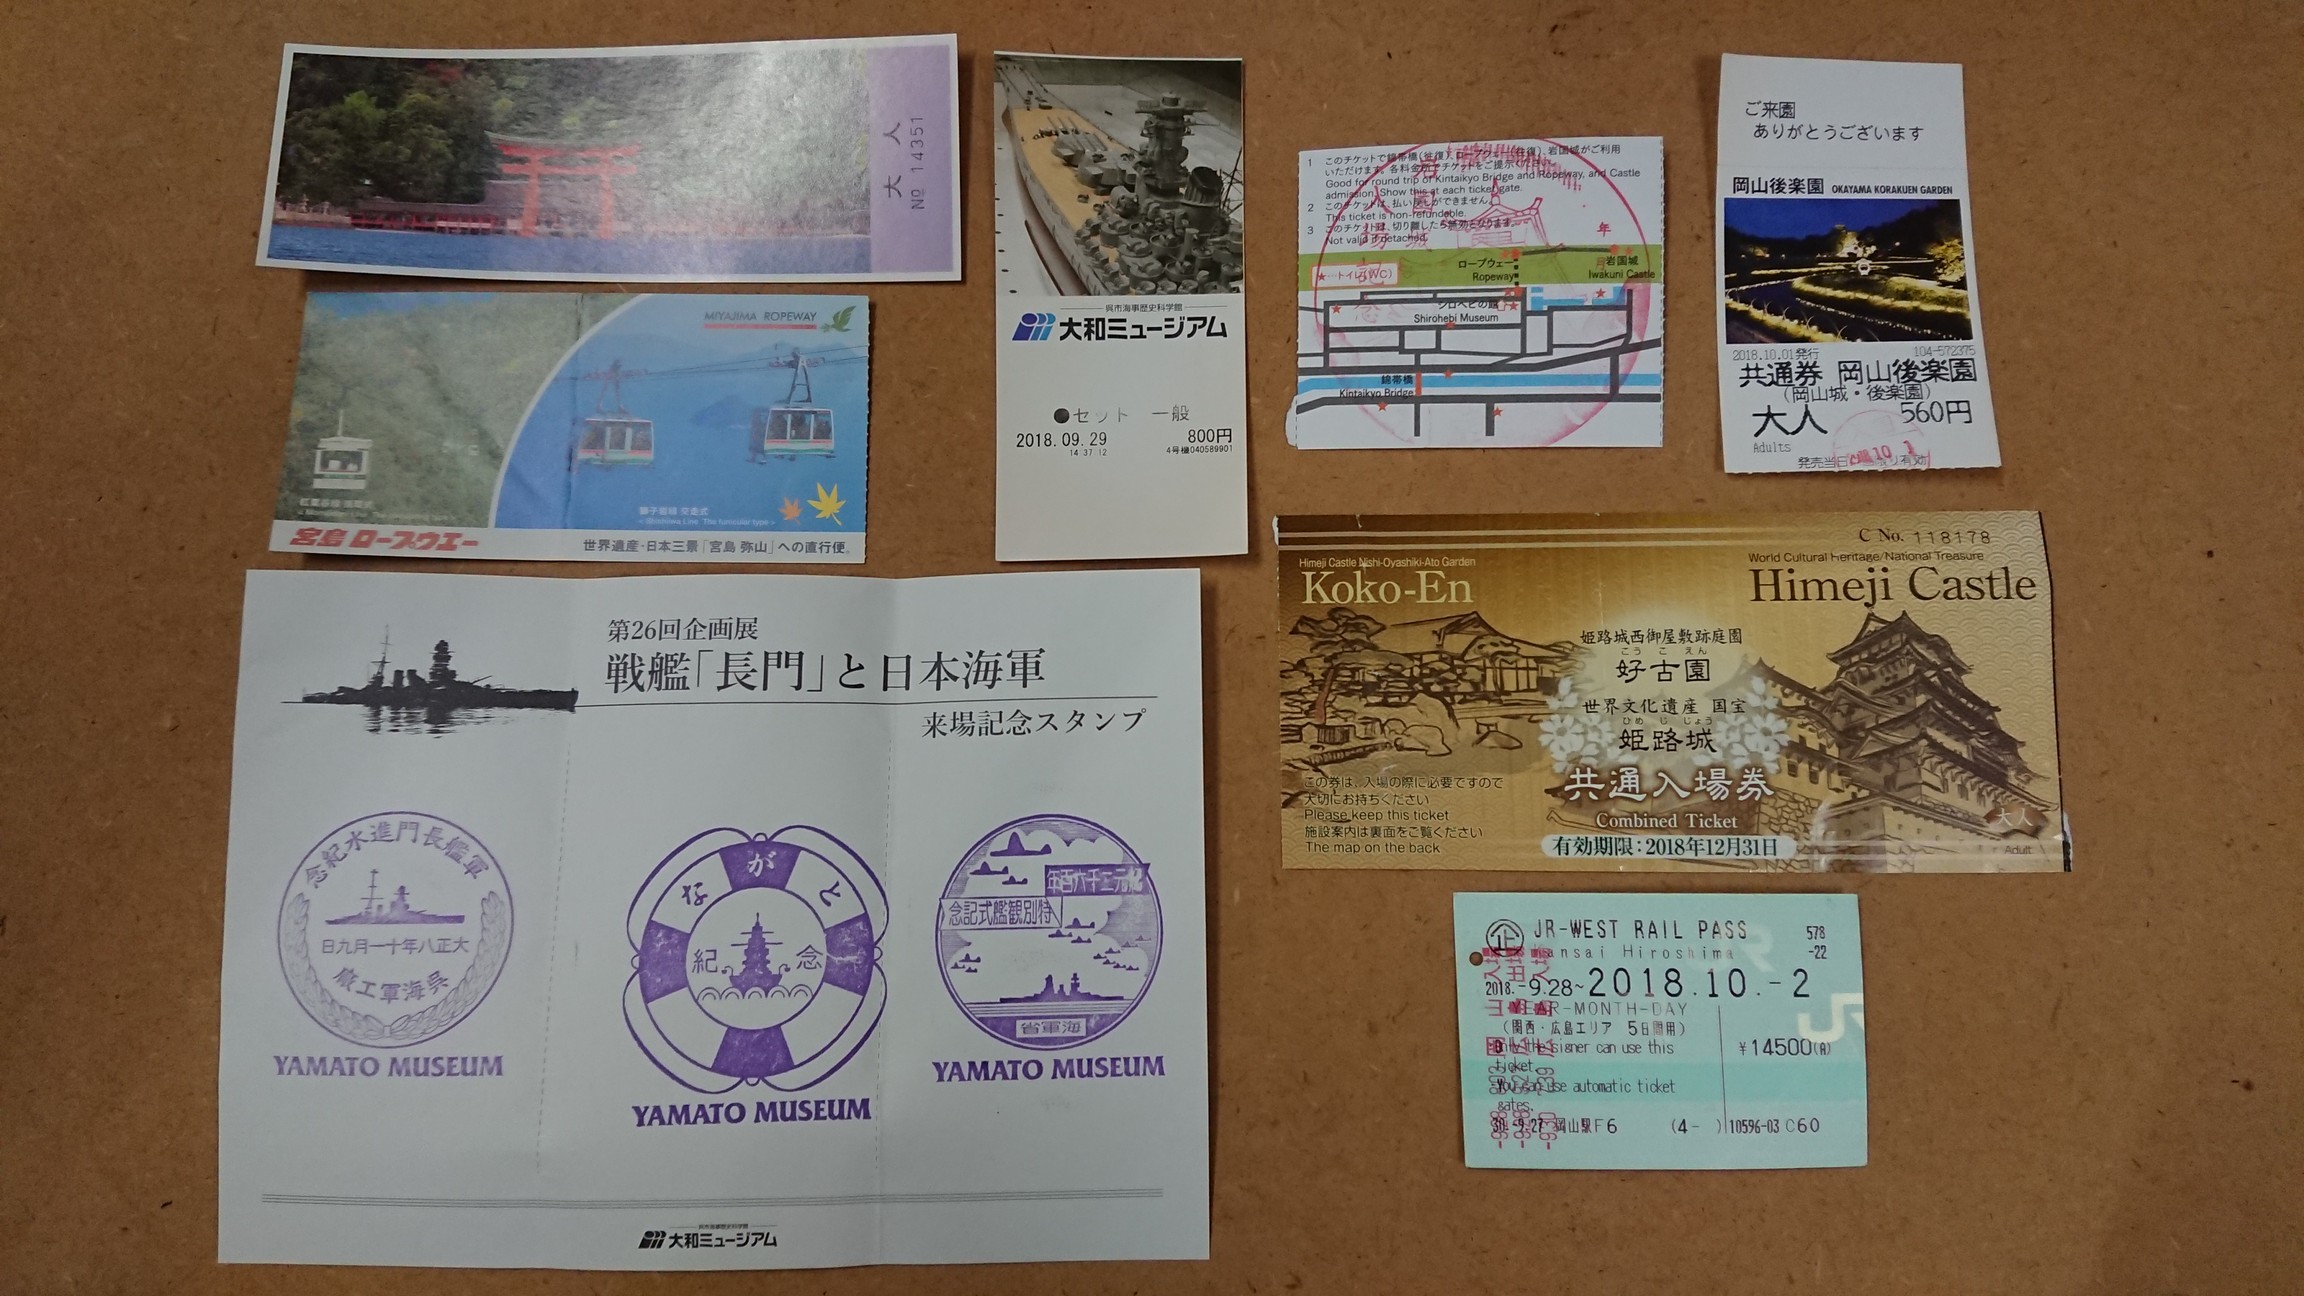 大人
№ 14351
MIYAJIMA ROPEWAY
獅子岩線 交走式
< Shishiiwa Line The funicular type >
宮島 ロープウエー
世界遺産・日本三景「宮島 弥山」への直行便。
呉市海事歴史科学館
大和ミュージアム
●セット 一般
2018.09.29 800円
14 37 12 4号機040589901
1 このチケットで錦帯橋(往復)、ロープウェー(往復)、岩国城がご利用
いただけます。各料金所でチケットをご提示ください。
Good for round trip of Kintaikyo Bridge and Ropeway, and Castle
admission. Show this at each ticket gate.
2 このチケットは、払い戻しができません。
This ticket is non-refundable.
3 このチケットは、切り離したら無効となります。
Not valid if detached.
年
月
★…トイレ(WC)
ロープウェー
Ropeway
岩国城
Iwakuni Castle
シロヘビの館
Shirohebi Museum
錦帯橋
Kintaikyo Bridge
ご来園
ありがとうございます
岡山後楽園 OKAYAMA KORAKUEN GARDEN
2018.10.01発行 104-572375
共通券 岡山後楽園
(岡山城・後楽園)
大人 560円
Adults
発売当日
有効
10 1
C No. 118178
Himeji Castle Nishi-Oyashiki-Ato Garden
Koko-En
World Cultural Heritage/National Treasure
Himeji Castle
姫路城西御屋敷跡庭園
こうこえん
好古園
世界文化遺産 国宝
ひめじじょう
姫路城
共通入場券
Combined Ticket
有効期限:2018年12月31日
この券は、入場の際に必要ですので
大切にお持ちください
Please keep this ticket
施設案内は裏面をご覧ください
The map on the back
大人
Adult
第26回企画展
戦艦「長門」と日本海軍
来場記念スタンプ
念紀水進門長艦軍
日九月一十年八正大
廠工軍海呉
YAMATO MUSEUM
ながと
紀念
YAMATO MUSEUM
年百六千二元紀
念記式艦観別特
省軍海
YAMATO MUSEUM
呉市海事歴史科学館
大和ミュージアム
企 JR-WEST RAIL PASS 578
Kansai Hiroshima -22
2018.-9.28~2018.10.-2
YEAR-MONTH-DAY
(関西・広島エリア 5日間用)
Only the signer can use this
ticket.
¥14500(A)
You can use automatic ticket
gates.
30.-9.27 岡山駅F6 (4- ) 10596-03 C60